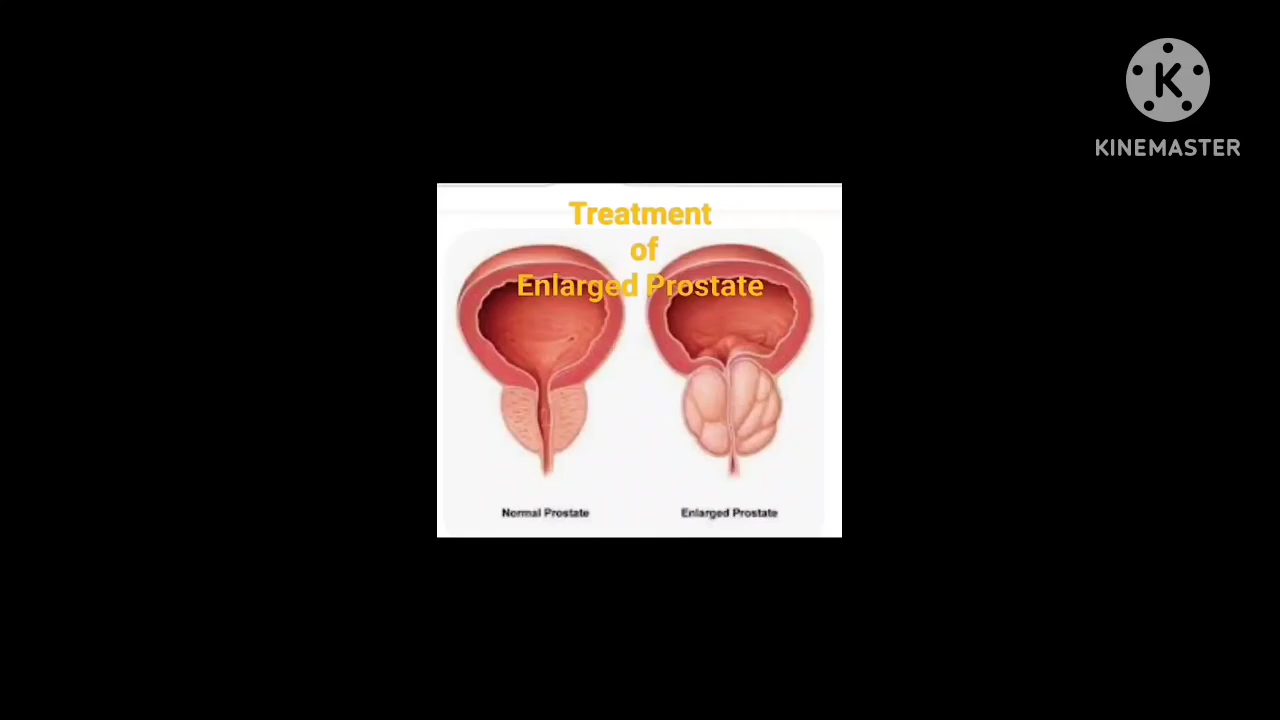 K
KINEMASTER
Treatment
of
Enlarged Prostate
Normal Prostate
Enlarged Prostate